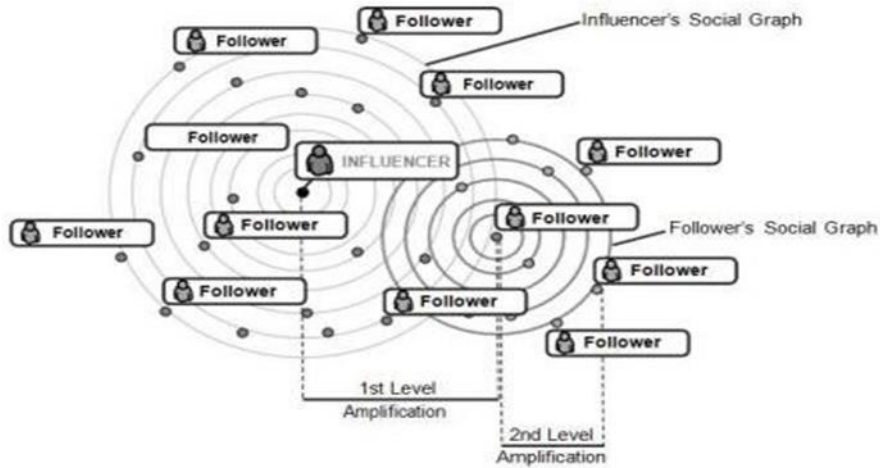 Follower
Influencer's Social Graph
Follower
Follower
Follower
INFLUENCER
Follower
Follower
Follower
Follower
Follower's Social Graph
Follower
Follower
Follower
Follower
1st Level
Amplification
2nd Level
Amplification